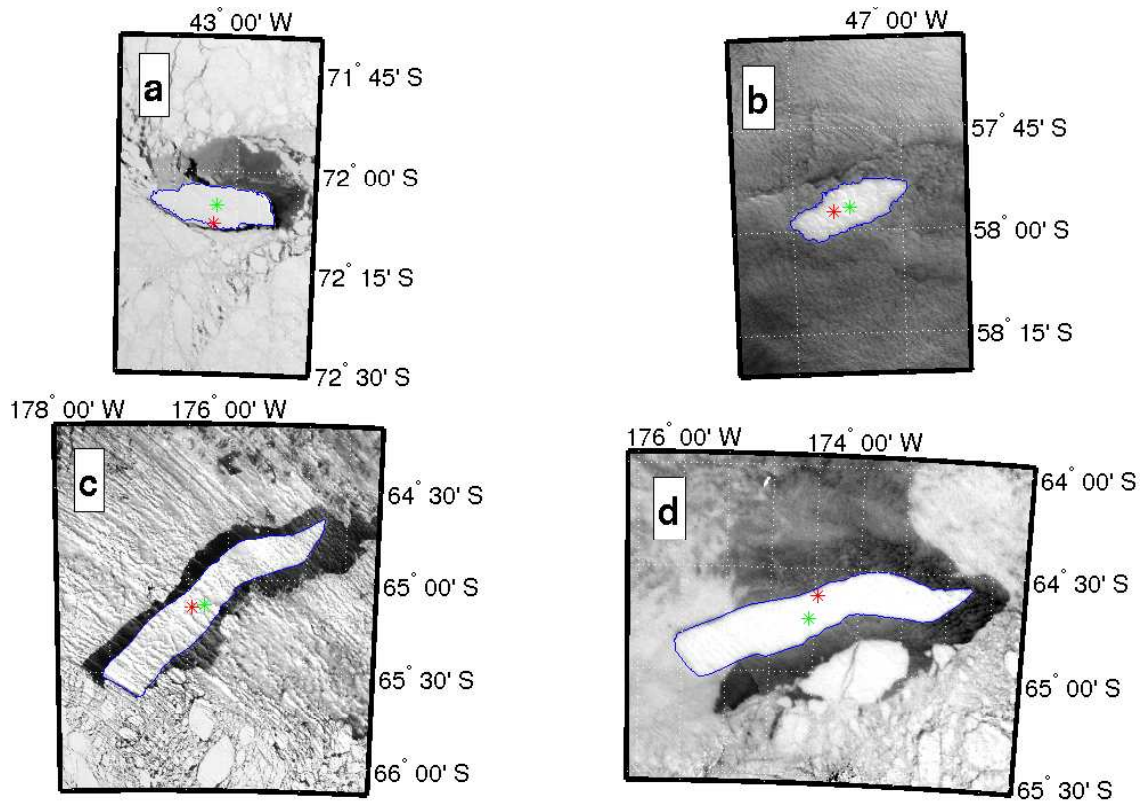 43° 00' W
a
71° 45' S
72° 00' S
72° 15' S
72° 30' S
47° 00' W
b
57° 45' S
58° 00' S
58° 15' S
178° 00' W
176° 00' W
c
64° 30' S
65° 00' S
65° 30' S
66° 00' S
176° 00' W
174° 00' W
d
64° 00' S
64° 30' S
65° 00' S
65° 30' S